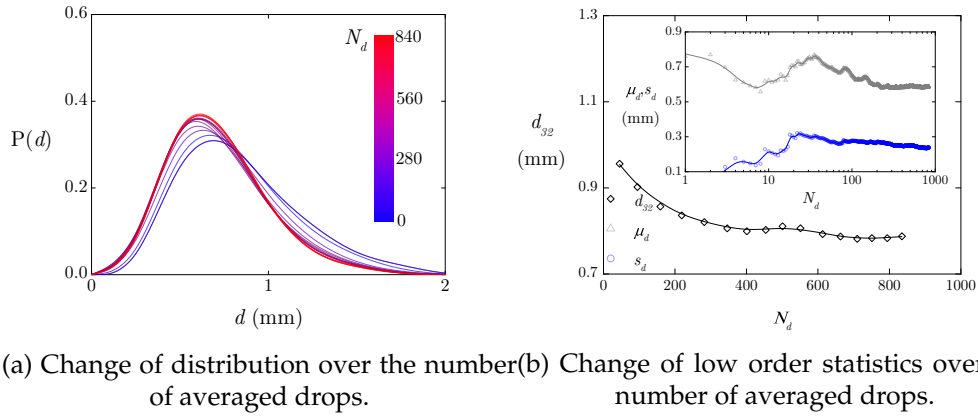 0.6
0.4
0.2
0.0
P(d)
0
1
2
d (mm)
N_d
840
560
280
0
1.3
1.1
0.9
0.7
d_32
(mm)
0
200
400
600
800
1000
N_d
d_32
μ_d
s_d
0.9
0.7
0.5
0.3
0.1
μ_d,s_d
(mm)
1
10
100
1000
N_d
(a) Change of distribution over the number
of averaged drops.
(b) Change of low order statistics over
number of averaged drops.